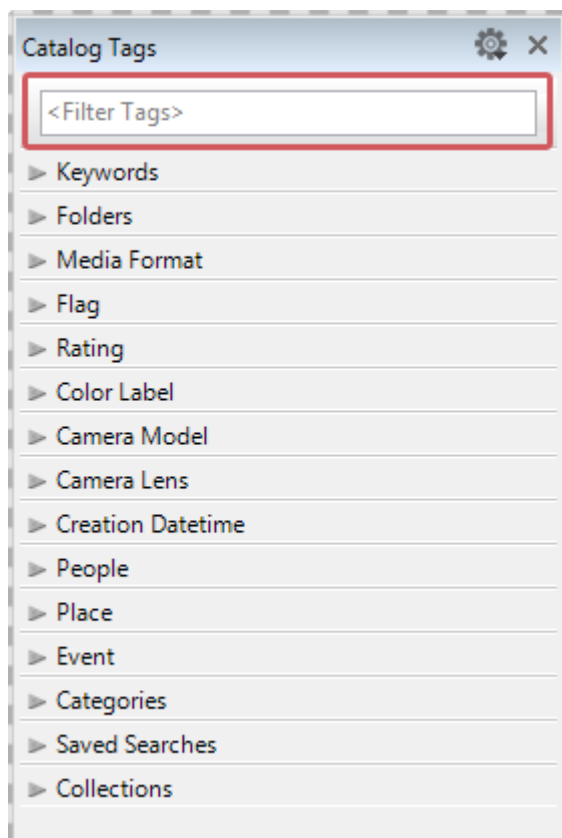 Catalog Tags
<Filter Tags>
Keywords
Folders
Media Format
Flag
Rating
Color Label
Camera Model
Camera Lens
Creation Datetime
People
Place
Event
Categories
Saved Searches
Collections